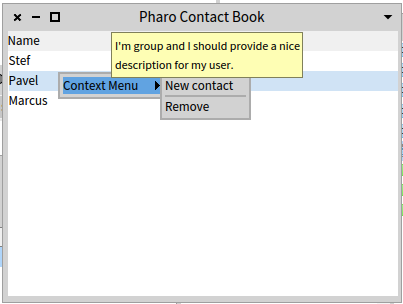 Pharo Contact Book
Name
I'm group and I should provide a nice
description for my user.
Stef
Pavel
Context Menu
New contact
Remove
Marcus